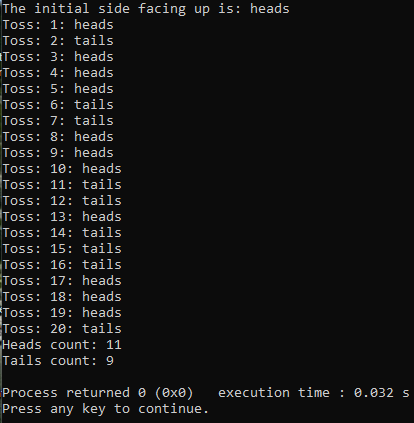 The initial side facing up is: heads
Toss: 1: heads
Toss: 2: tails
Toss: 3: heads
Toss: 4: heads
Toss: 5: heads
Toss: 6: tails
Toss: 7: tails
Toss: 8: heads
Toss: 9: heads
Toss: 10: heads
Toss: 11: tails
Toss: 12: tails
Toss: 13: heads
Toss: 14: tails
Toss: 15: tails
Toss: 16: tails
Toss: 17: heads
Toss: 18: heads
Toss: 19: heads
Toss: 20: tails
Heads count: 11
Tails count: 9
Process returned 0 (0x0)   execution time : 0.032 s
Press any key to continue.